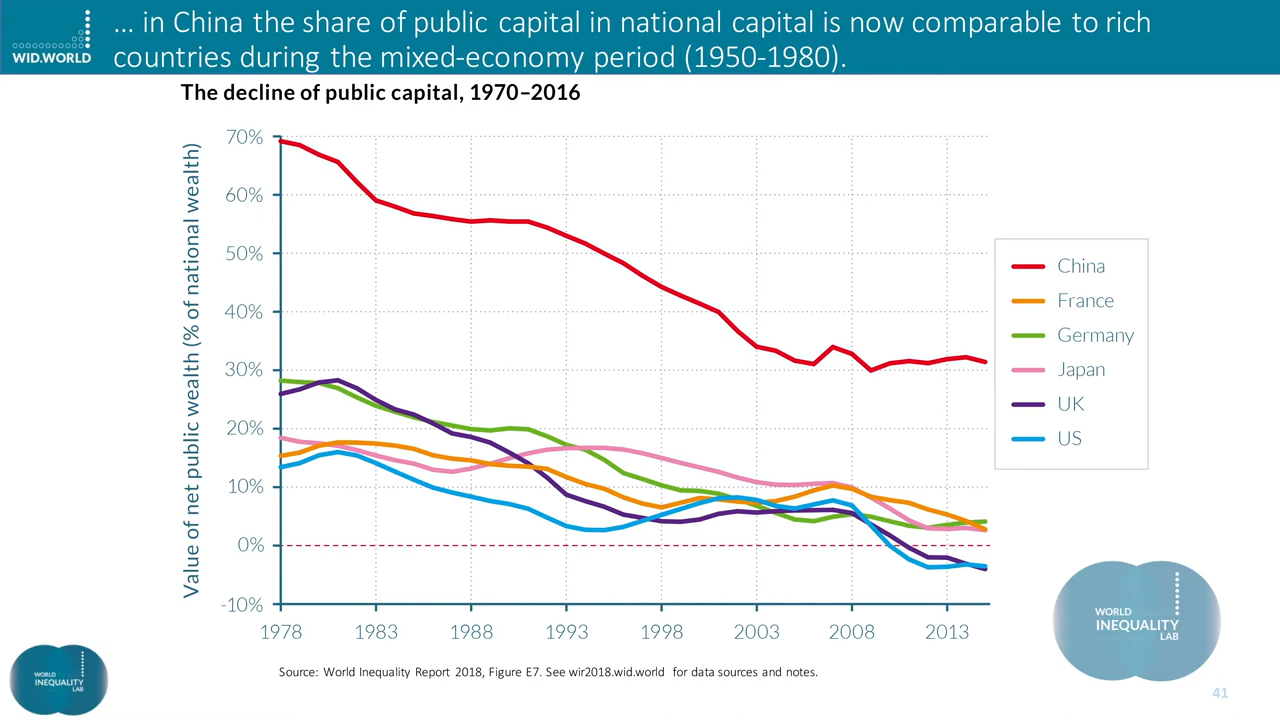 ... in China the share of public capital in national capital is now comparable to rich
countries during the mixed-economy period (1950-1980).
WID.WORLD
The decline of public capital, 1970–2016
Value of net public wealth (% of national wealth)
70%
60%
50%
40%
30%
20%
10%
0%
-10%
1978 1983 1988 1993 1998 2003 2008 2013
China
France
Germany
Japan
UK
US
WORLD
INEQUALITY
LAB
WORLD
INEQUALITY
LAB
Source: World Inequality Report 2018, Figure E7. See wir2018.wid.world for data sources and notes.
41